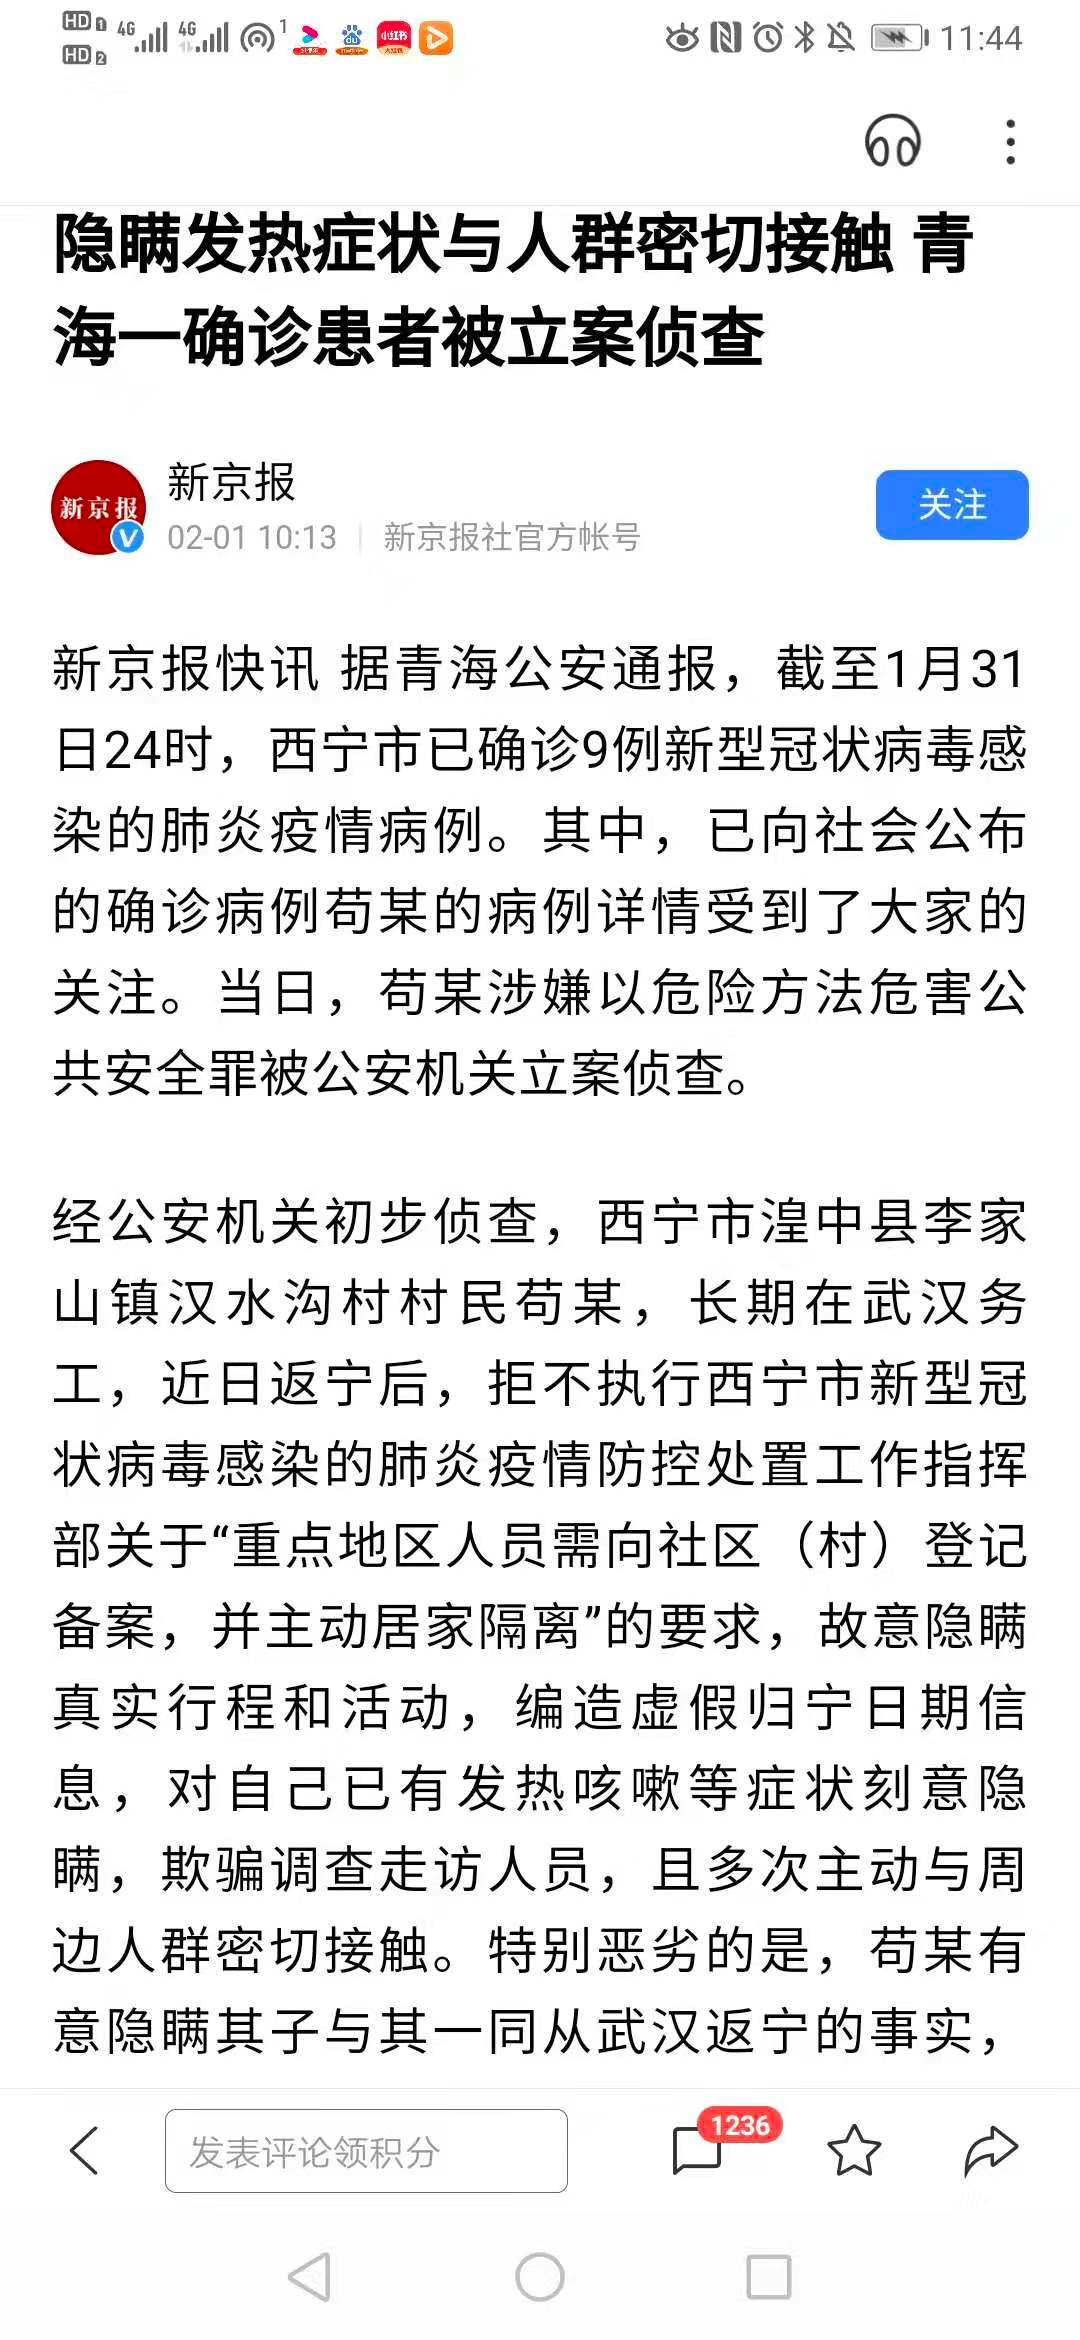 HD 1 4G 4G 1 11:44
HD 2
du 小红书
隐瞒发热症状与人群密切接触 青
海一确诊患者被立案侦查
新京报
新京报
V
02-01 10:13 新京报社官方帐号
关注
新京报快讯 据青海公安通报，截至1月31
日24时，西宁市已确诊9例新型冠状病毒感
染的肺炎疫情病例。其中，已向社会公布
的确诊病例苟某的病例详情受到了大家的
关注。当日，苟某涉嫌以危险方法危害公
共安全罪被公安机关立案侦查。
经公安机关初步侦查，西宁市湟中县李家
山镇汉水沟村村民苟某，长期在武汉务
工，近日返宁后，拒不执行西宁市新型冠
状病毒感染的肺炎疫情防控处置工作指挥
部关于“重点地区人员需向社区（村）登记
备案，并主动居家隔离”的要求，故意隐瞒
真实行程和活动，编造虚假归宁日期信
息，对自己已有发热咳嗽等症状刻意隐
瞒，欺骗调查走访人员，且多次主动与周
边人群密切接触。特别恶劣的是，苟某有
意隐瞒其子与其一同从武汉返宁的事实，
发表评论领积分
1236